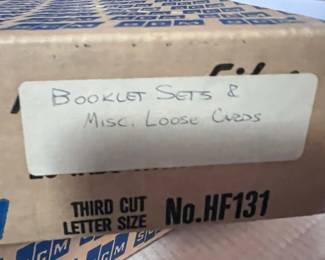 BOOKLET SETS &
MISC. LOOSE CARDS
THIRD CUT
LETTER SIZE No. HF131